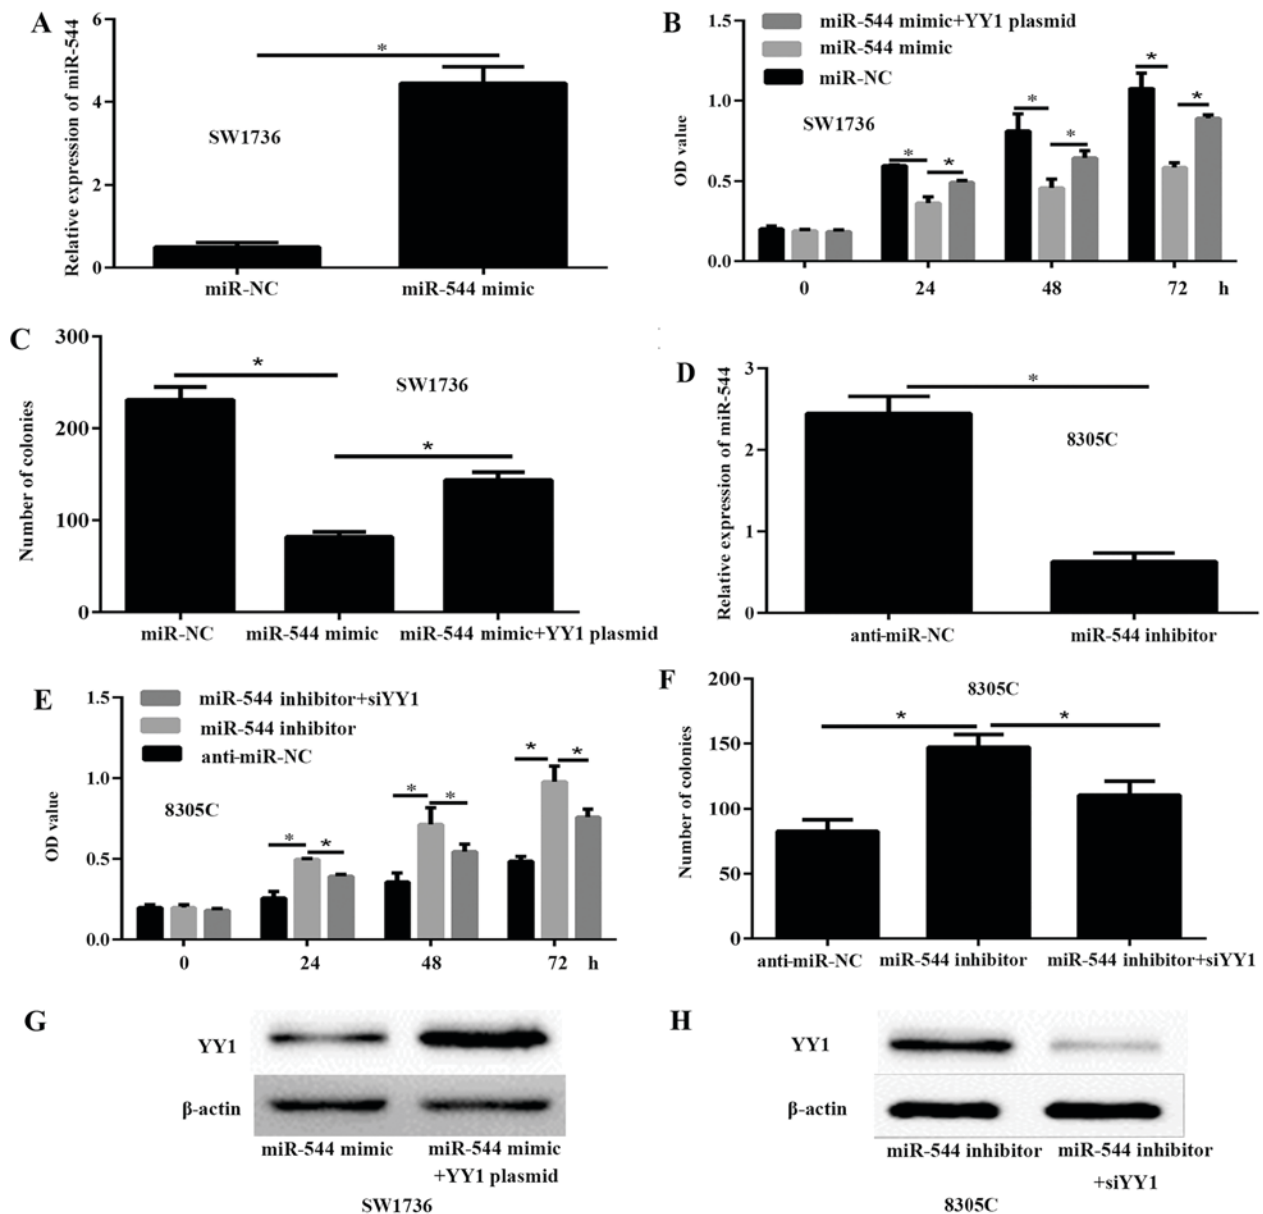 A
Relative expression of miR-544
6
4
2
0
SW1736
*
miR-NC
miR-544 mimic
B
miR-544 mimic+YY1 plasmid
miR-544 mimic
miR-NC
SW1736
OD value
1.5
1.0
0.5
0.0
* *
* *
* *
0 24 48 72 h
C
Number of colonies
300
200
100
0
SW1736
*
*
miR-NC
miR-544 mimic
miR-544 mimic+YY1 plasmid
D
Relative expression of miR-544
3
2
1
0
*
8305C
anti-miR-NC
miR-544 inhibitor
E
miR-544 inhibitor+siYY1
miR-544 inhibitor
anti-miR-NC
8305C
OD value
1.5
1.0
0.5
0.0
* *
* *
* *
0 24 48 72 h
F
8305C
Number of colonies
200
150
100
50
0
*
*
anti-miR-NC
miR-544 inhibitor
miR-544 inhibitor+siYY1
G
YY1
β-actin
miR-544 mimic
miR-544 mimic
+YY1 plasmid
SW1736
H
YY1
β-actin
miR-544 inhibitor
miR-544 inhibitor
+siYY1
8305C